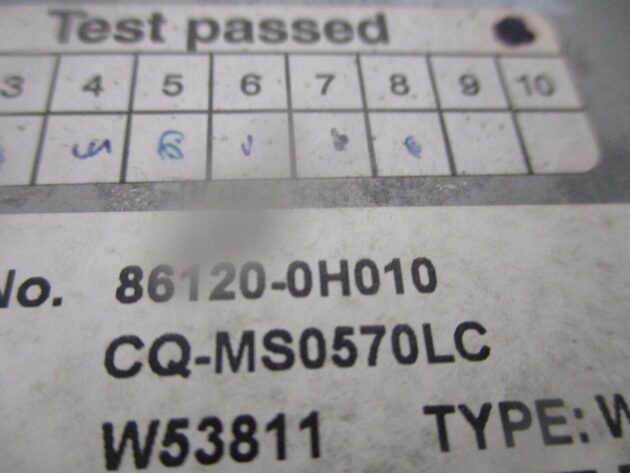 Test passed
3 4 5 6 7 8 9 10
No. 86120-0H010
CQ-MS0570LC
W53811 TYPE: W